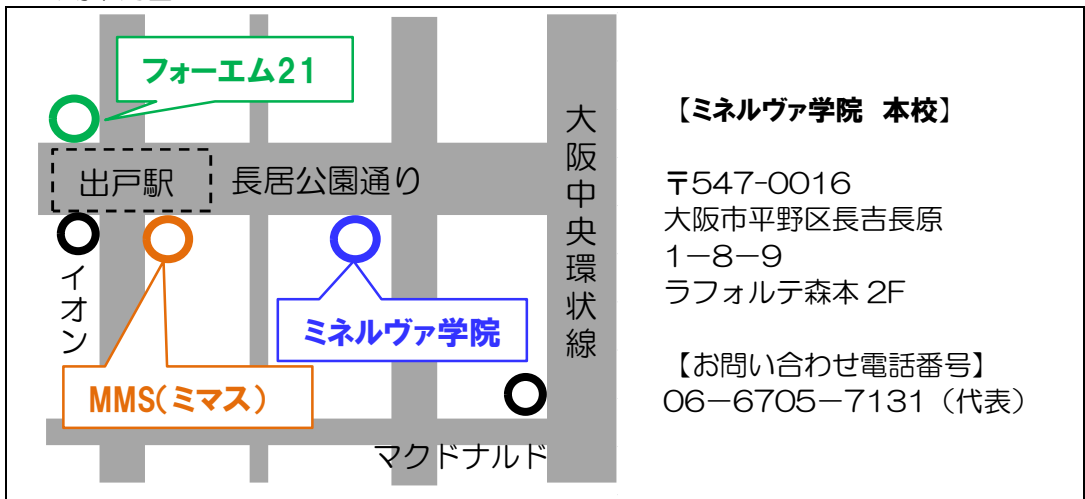 フォーエム21
出戸駅
長居公園通り
大阪中央環状線
イオン
ミネルヴァ学院
MMS(ミマス)
マクドナルド
【ミネルヴァ学院 本校】
〒547-0016
大阪市平野区長吉長原
1－8－9
ラフォルテ森本 2F
【お問い合わせ電話番号】
06－6705－7131（代表）